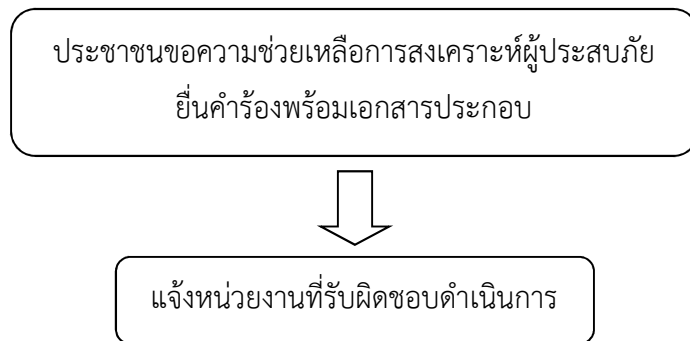 ประชาชนขอความช่วยเหลือการสงเคราะห์ผู้ประสบภัย
ยื่นคำร้องพร้อมเอกสารประกอบ
แจ้งหน่วยงานที่รับผิดชอบดำเนินการ